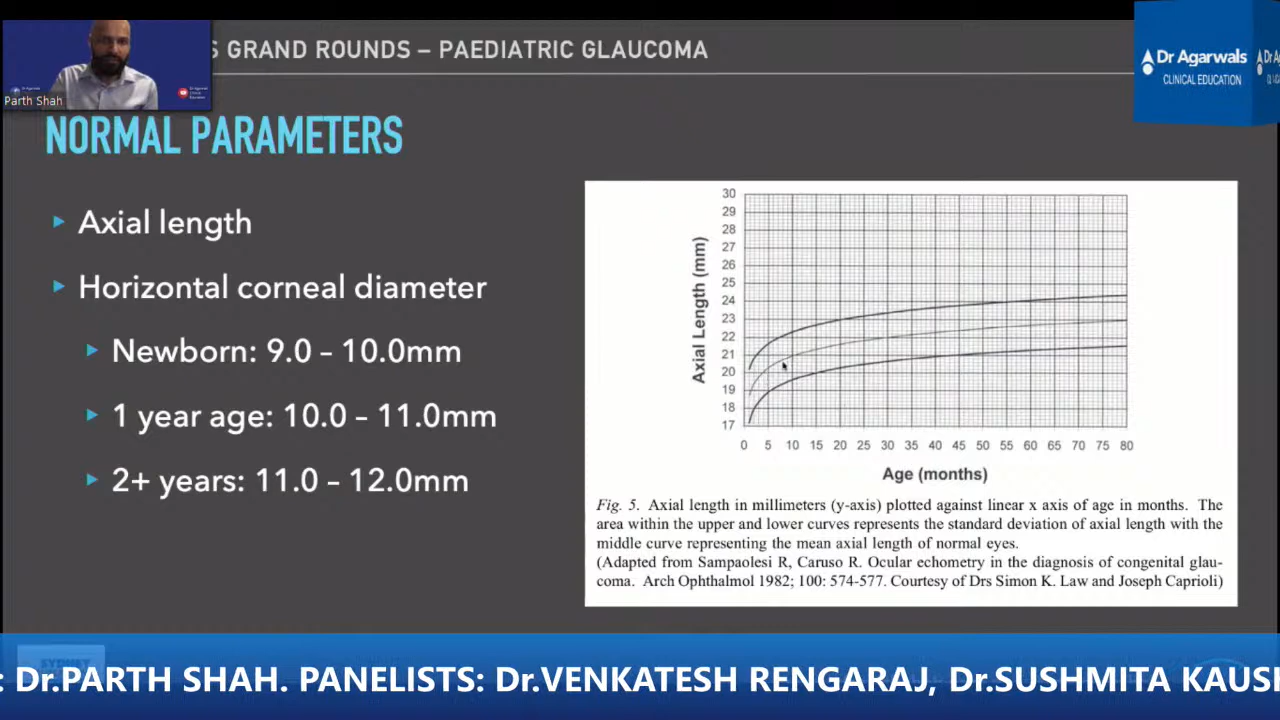 S GRAND ROUNDS – PAEDIATRIC GLAUCOMA
Parth Shah
Dr Agarwals
CLINICAL EDUCATION
NORMAL PARAMETERS
▸ Axial length
▸ Horizontal corneal diameter
▸ Newborn: 9.0 – 10.0mm
▸ 1 year age: 10.0 – 11.0mm
▸ 2+ years: 11.0 – 12.0mm
30
29
28
27
26
25
24
23
22
21
20
19
18
17
Axial Length (mm)
0 5 10 15 20 25 30 35 40 45 50 55 60 65 70 75 80
Age (months)
Fig. 5. Axial length in millimeters (y-axis) plotted against linear x axis of age in months. The
area within the upper and lower curves represents the standard deviation of axial length with the
middle curve representing the mean axial length of normal eyes.
(Adapted from Sampaolesi R, Caruso R. Ocular echometry in the diagnosis of congenital glau-
coma. Arch Ophthalmol 1982; 100: 574-577. Courtesy of Drs Simon K. Law and Joseph Caprioli)
: Dr.PARTH SHAH. PANELISTS: Dr.VENKATESH RENGARAJ, Dr.SUSHMITA KAUSH